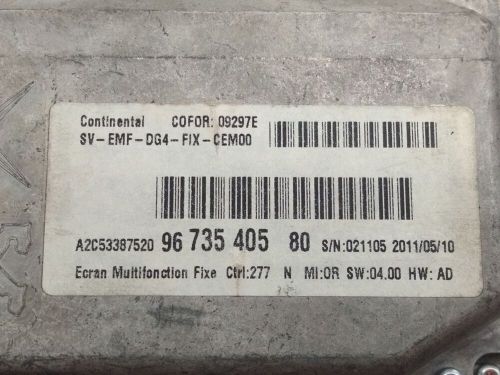 Continental COFOR: 09297E
SV-EMF-DG4-FIX-CEM00
A2C53387520 96 735 405 80 S/N:021105 2011/05/10
Ecran Multifonction Fixe Ctrl:277 N MI:OR SW:04.00 HW: AD